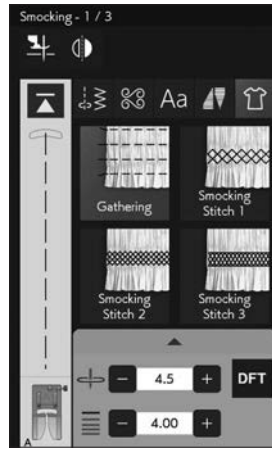 Smocking - 1 / 3
Aa
Gathering
Smocking
Stitch 1
Smocking
Stitch 2
Smocking
Stitch 3
4.5
DFT
4.00
A